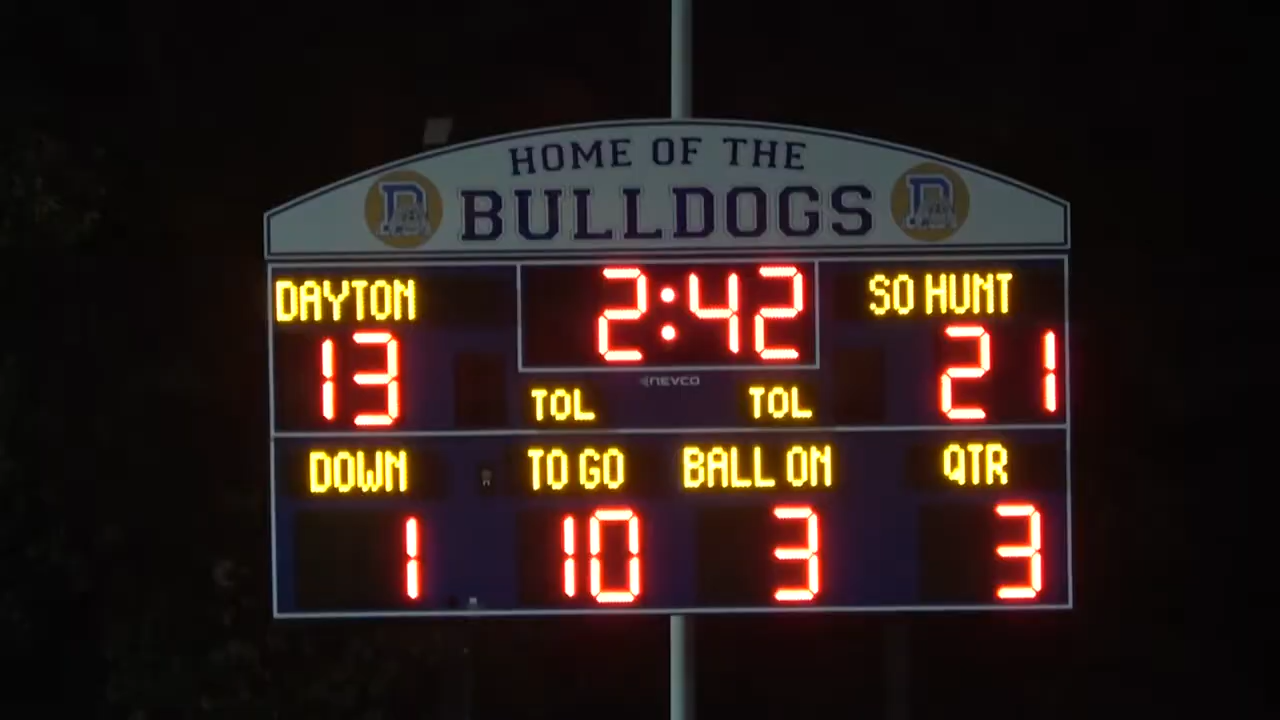 HOME OF THE
BULLDOGS
D D
DAYTON 2:42 SO HUNT
13 21
NEVCO
TOL TOL
DOWN TO GO BALL ON QTR
1 10 3 3